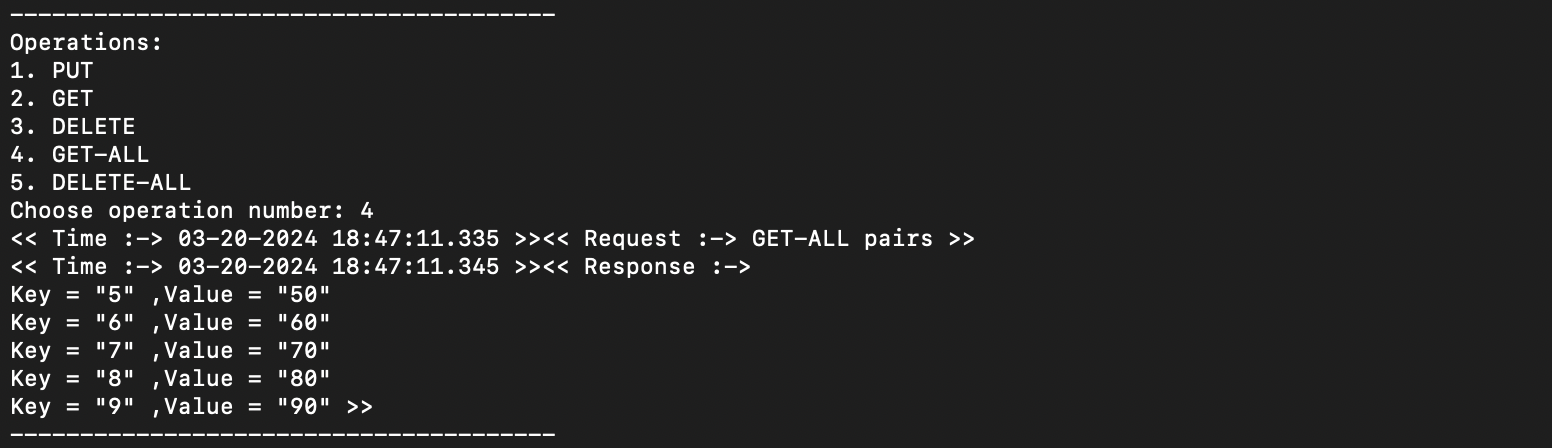 ---------------------------------------
Operations:
1. PUT
2. GET
3. DELETE
4. GET-ALL
5. DELETE-ALL
Choose operation number: 4
<< Time :-> 03-20-2024 18:47:11.335 >><< Request :-> GET-ALL pairs >>
<< Time :-> 03-20-2024 18:47:11.345 >><< Response :->
Key = "5" ,Value = "50"
Key = "6" ,Value = "60"
Key = "7" ,Value = "70"
Key = "8" ,Value = "80"
Key = "9" ,Value = "90" >>
---------------------------------------